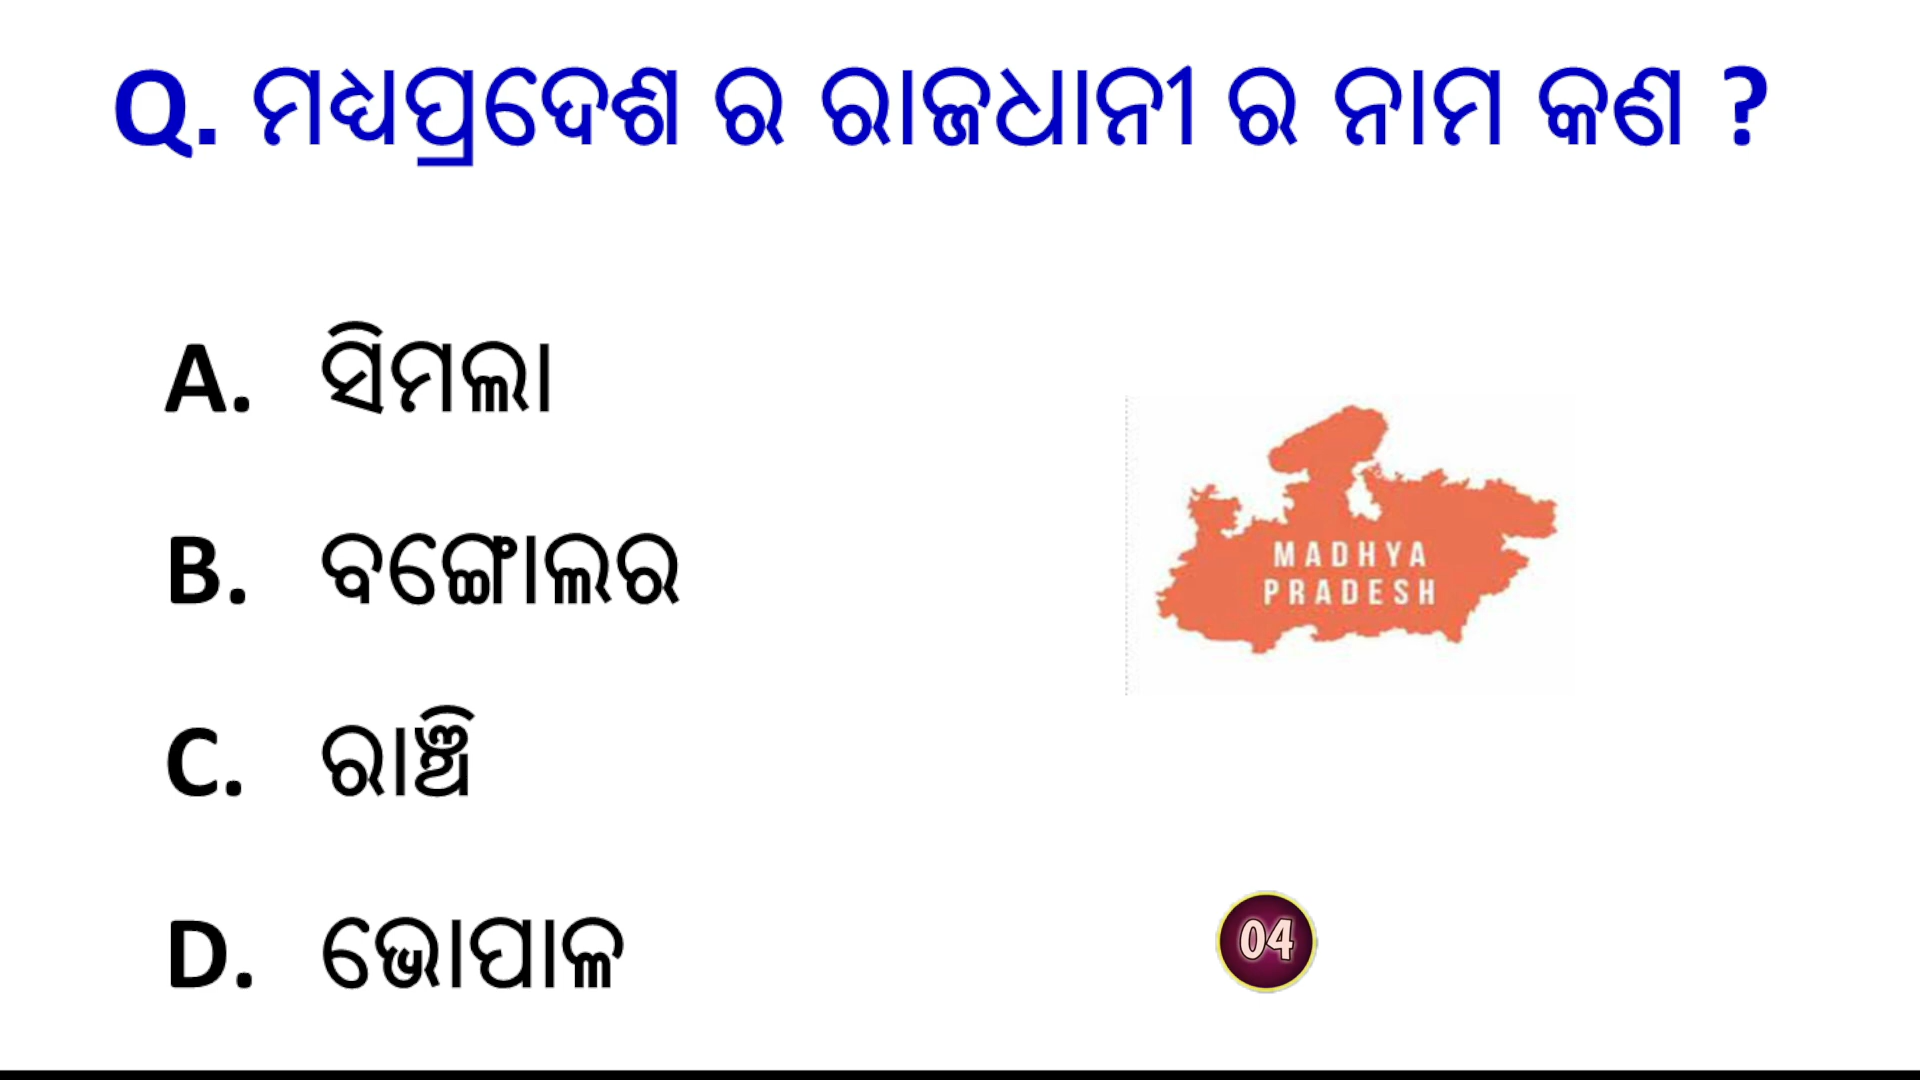 Q. ମଧ୍ୟପ୍ରଦେଶ ର ରାଜଧାନୀ ର ନାମ କଣ ?
A. ସିମଲା
B. ବଙ୍ଗୋଲର
C. ରାଞ୍ଚି
D. ଭୋପାଳ
MADHYA
PRADESH
04